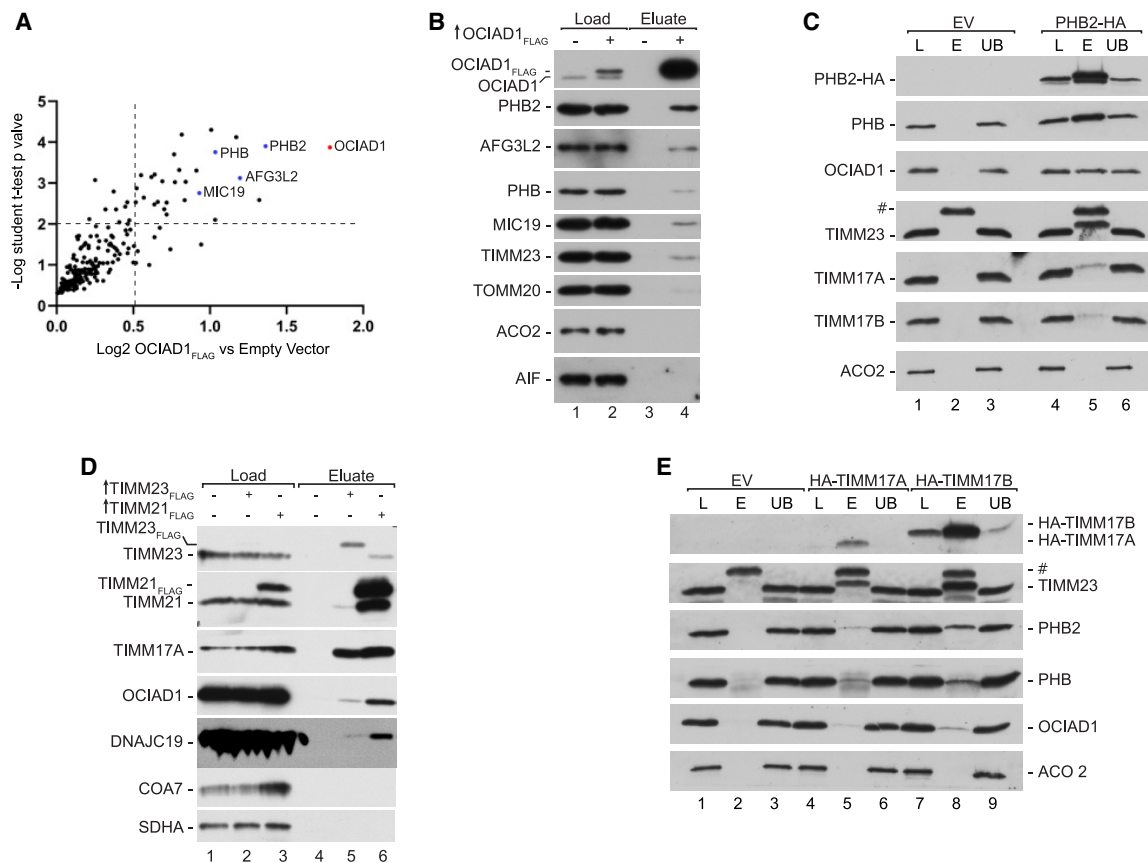 A
-Log student t-test p valve
5
4
3
2
1
0
0.0 0.5 1.0 1.5 2.0
PHB PHB2 OCIAD1
AFG3L2
MIC19
Log2 OCIAD1FLAG vs Empty Vector
B
Load Eluate
↑OCIAD1FLAG - + - +
OCIAD1FLAG -
OCIAD1
PHB2 -
AFG3L2 -
PHB -
MIC19 -
TIMM23 -
TOMM20 -
ACO2 -
AIF -
1 2 3 4
C
EV PHB2-HA
L E UB L E UB
PHB2-HA -
PHB -
OCIAD1 -
# -
TIMM23 -
TIMM17A -
TIMM17B -
ACO2 -
1 2 3 4 5 6
D
Load Eluate
↑TIMM23FLAG - + - - + -
↑TIMM21FLAG - - + - - +
TIMM23FLAG
TIMM23 -
TIMM21FLAG -
TIMM21 -
TIMM17A -
OCIAD1 -
DNAJC19 -
COA7 -
SDHA -
1 2 3 4 5 6
E
EV HA-TIMM17A HA-TIMM17B
L E UB L E UB L E UB
- HA-TIMM17B
- HA-TIMM17A
- #
- TIMM23
- PHB2
- PHB
- OCIAD1
- ACO 2
1 2 3 4 5 6 7 8 9